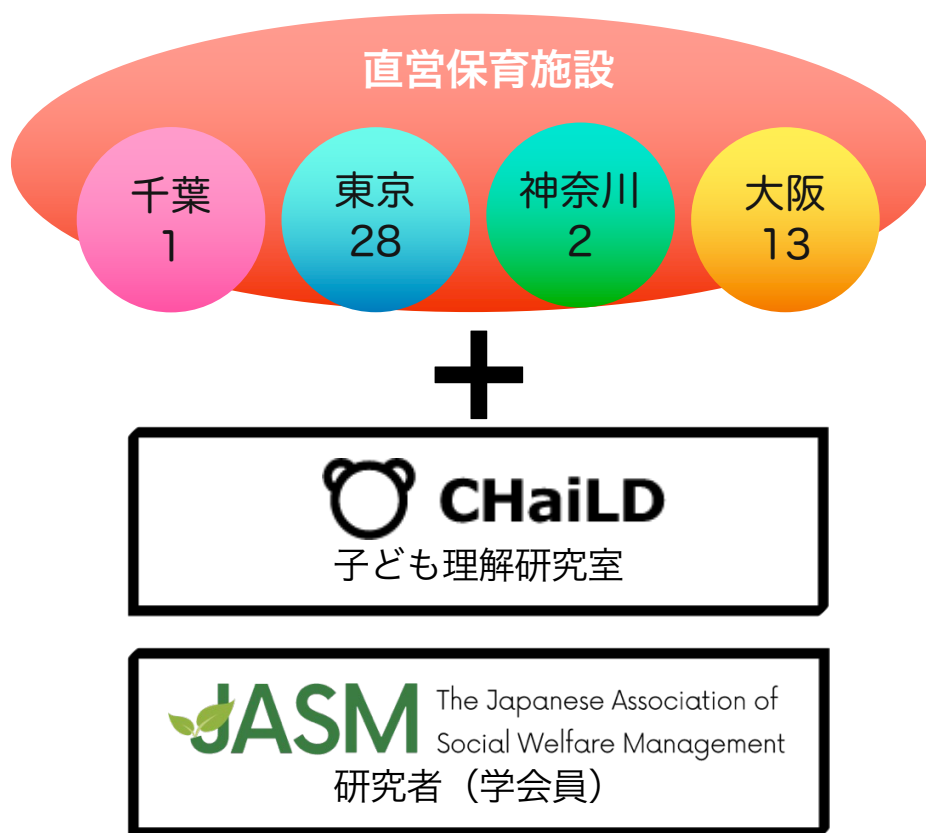 直営保育施設
千葉
1
東京
28
神奈川
2
大阪
13
+
CHaiLD
子ども理解研究室
JASM
The Japanese Association of
Social Welfare Management
研究者（学会員）